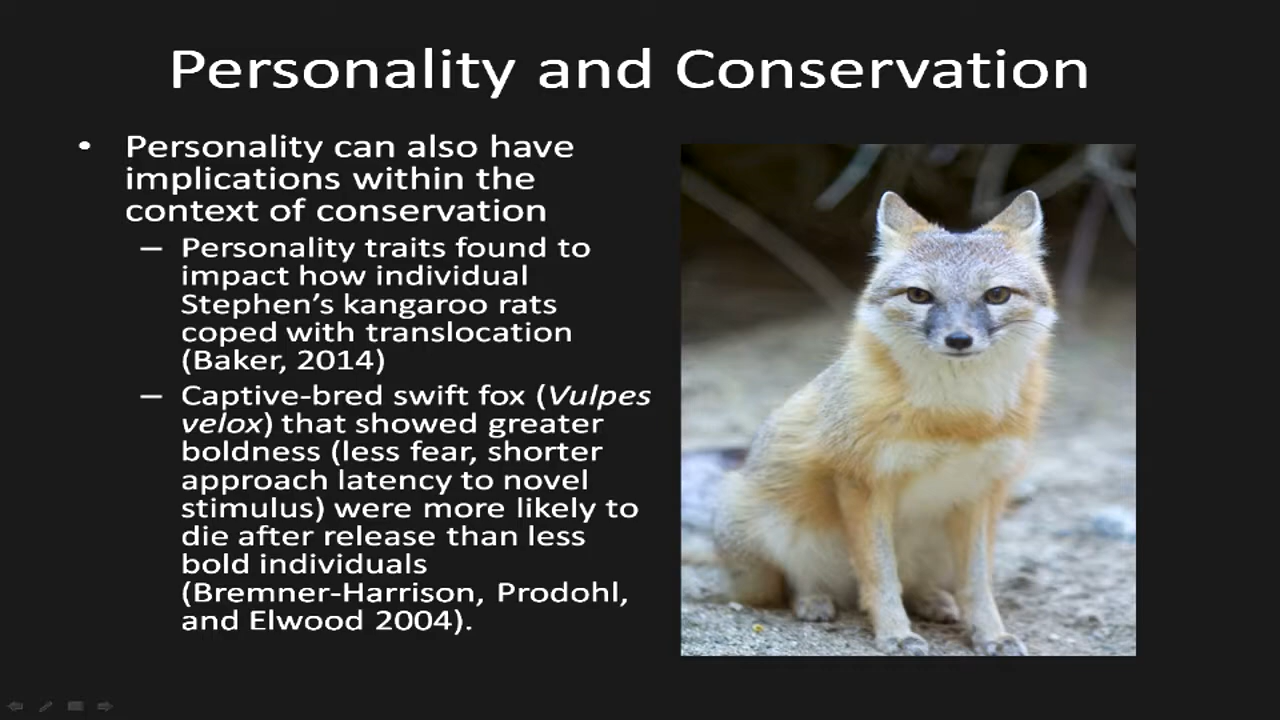 Personality and Conservation
• Personality can also have
implications within the
context of conservation
– Personality traits found to
impact how individual
Stephen’s kangaroo rats
coped with translocation
(Baker, 2014)
– Captive-bred swift fox (Vulpes
velox) that showed greater
boldness (less fear, shorter
approach latency to novel
stimulus) were more likely to
die after release than less
bold individuals
(Bremner-Harrison, Prodohl,
and Elwood 2004).